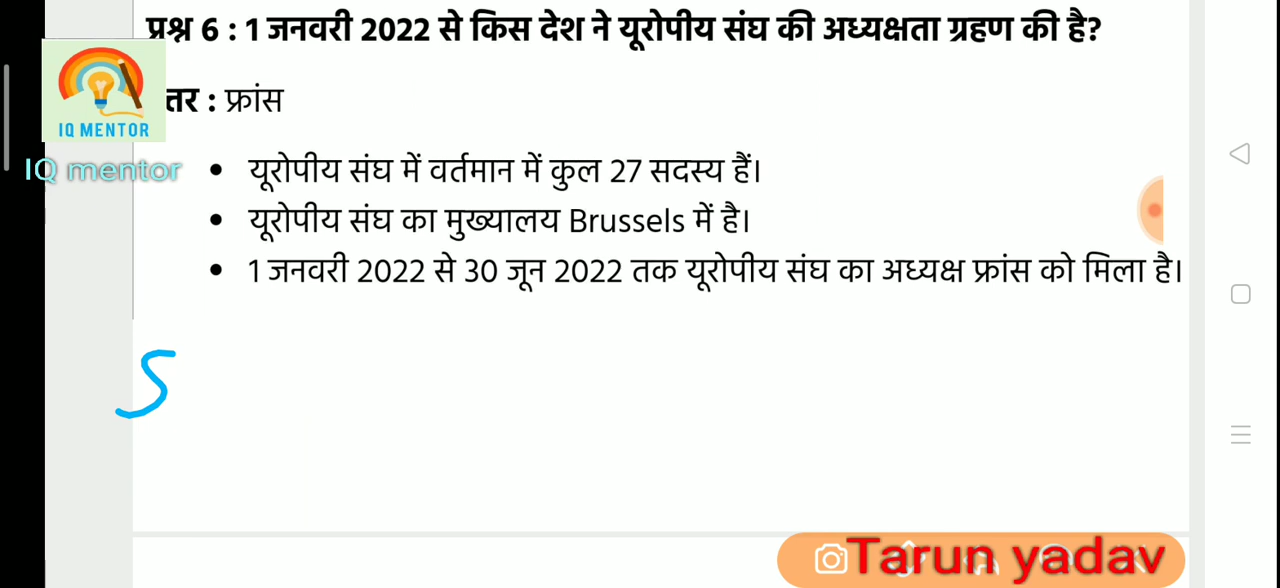 प्रश्न 6 : 1 जनवरी 2022 से किस देश ने यूरोपीय संघ की अध्यक्षता ग्रहण की है?
त्तर : फ्रांस
IQ MENTOR
IQ mentor
• यूरोपीय संघ में वर्तमान में कुल 27 सदस्य हैं।
• यूरोपीय संघ का मुख्यालय Brussels में है।
• 1 जनवरी 2022 से 30 जून 2022 तक यूरोपीय संघ का अध्यक्ष फ्रांस को मिला है।
S
Tarun yadav